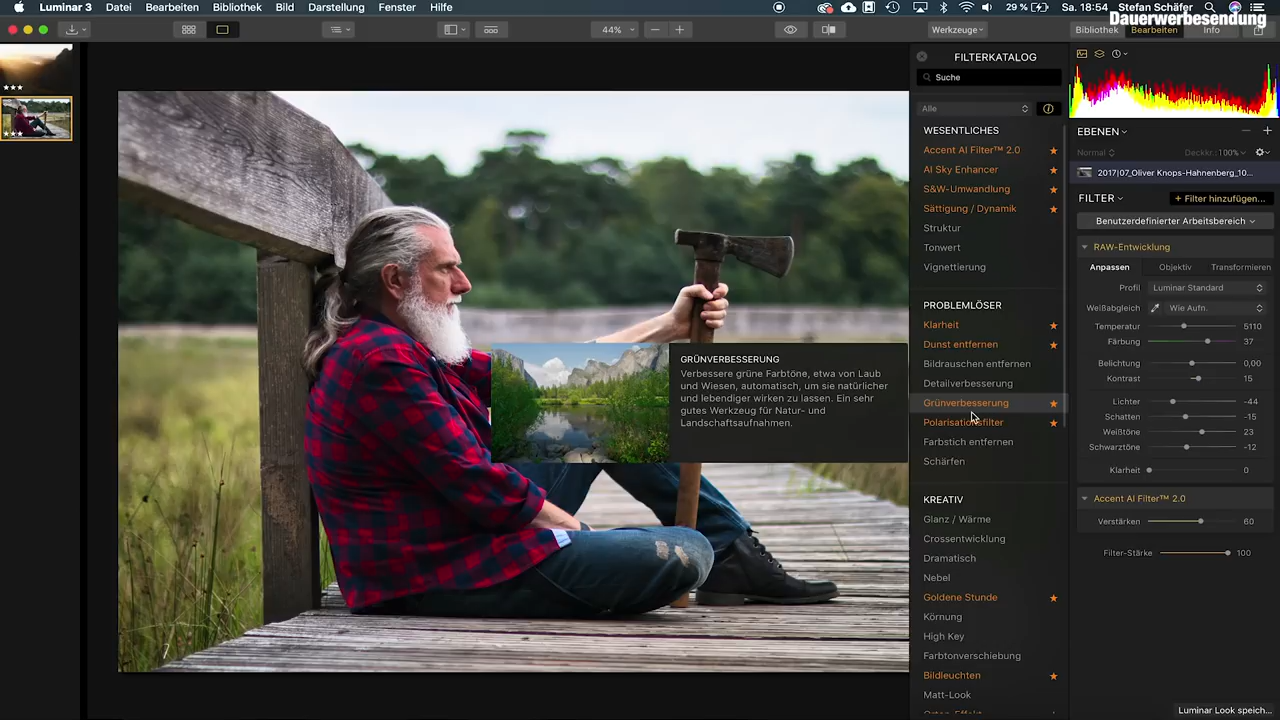 Luminar 3 Datei Bearbeiten Bibliothek Bild Darstellung Fenster Hilfe
29% Sa. 18:54 Stefan Schäfer
Dauerwerbesendung
44%
Werkzeuge
Bibliothek Bearbeiten Info
FILTERKATALOG
Suche
Alle
WESENTLICHES
Accent AI Filter™ 2.0
AI Sky Enhancer
S&W-Umwandlung
Sättigung / Dynamik
Struktur
Tonwert
Vignettierung
PROBLEMLÖSER
Klarheit
Dunst entfernen
Bildrauschen entfernen
Detailverbesserung
Grünverbesserung
Polarisationsfilter
Farbstich entfernen
Schärfen
KREATIV
Glanz / Wärme
Crossentwicklung
Dramatisch
Nebel
Goldene Stunde
Körnung
High Key
Farbtonverschiebung
Bildleuchten
Matt-Look
GRÜNVERBESSERUNG
Verbessere grüne Farbtöne, etwa von Laub
und Wiesen, automatisch, um sie natürlicher
und lebendiger wirken zu lassen. Ein sehr
gutes Werkzeug für Natur- und
Landschaftsaufnahmen.
EBENEN
Normal Deckkr.: 100%
2017|07_Oliver Knops-Hahnenberg_10...
FILTER + Filter hinzufügen...
Benutzerdefinierter Arbeitsbereich
RAW-Entwicklung
Anpassen Objektiv Transformieren
Profil Luminar Standard
Weißabgleich Wie Aufn.
Temperatur 5110
Färbung 37
Belichtung 0,00
Kontrast 15
Lichter -44
Schatten -15
Weißtöne 23
Schwarztöne -12
Klarheit 0
Accent AI Filter™ 2.0
Verstärken 60
Filter-Stärke 100
Luminar Look speich...